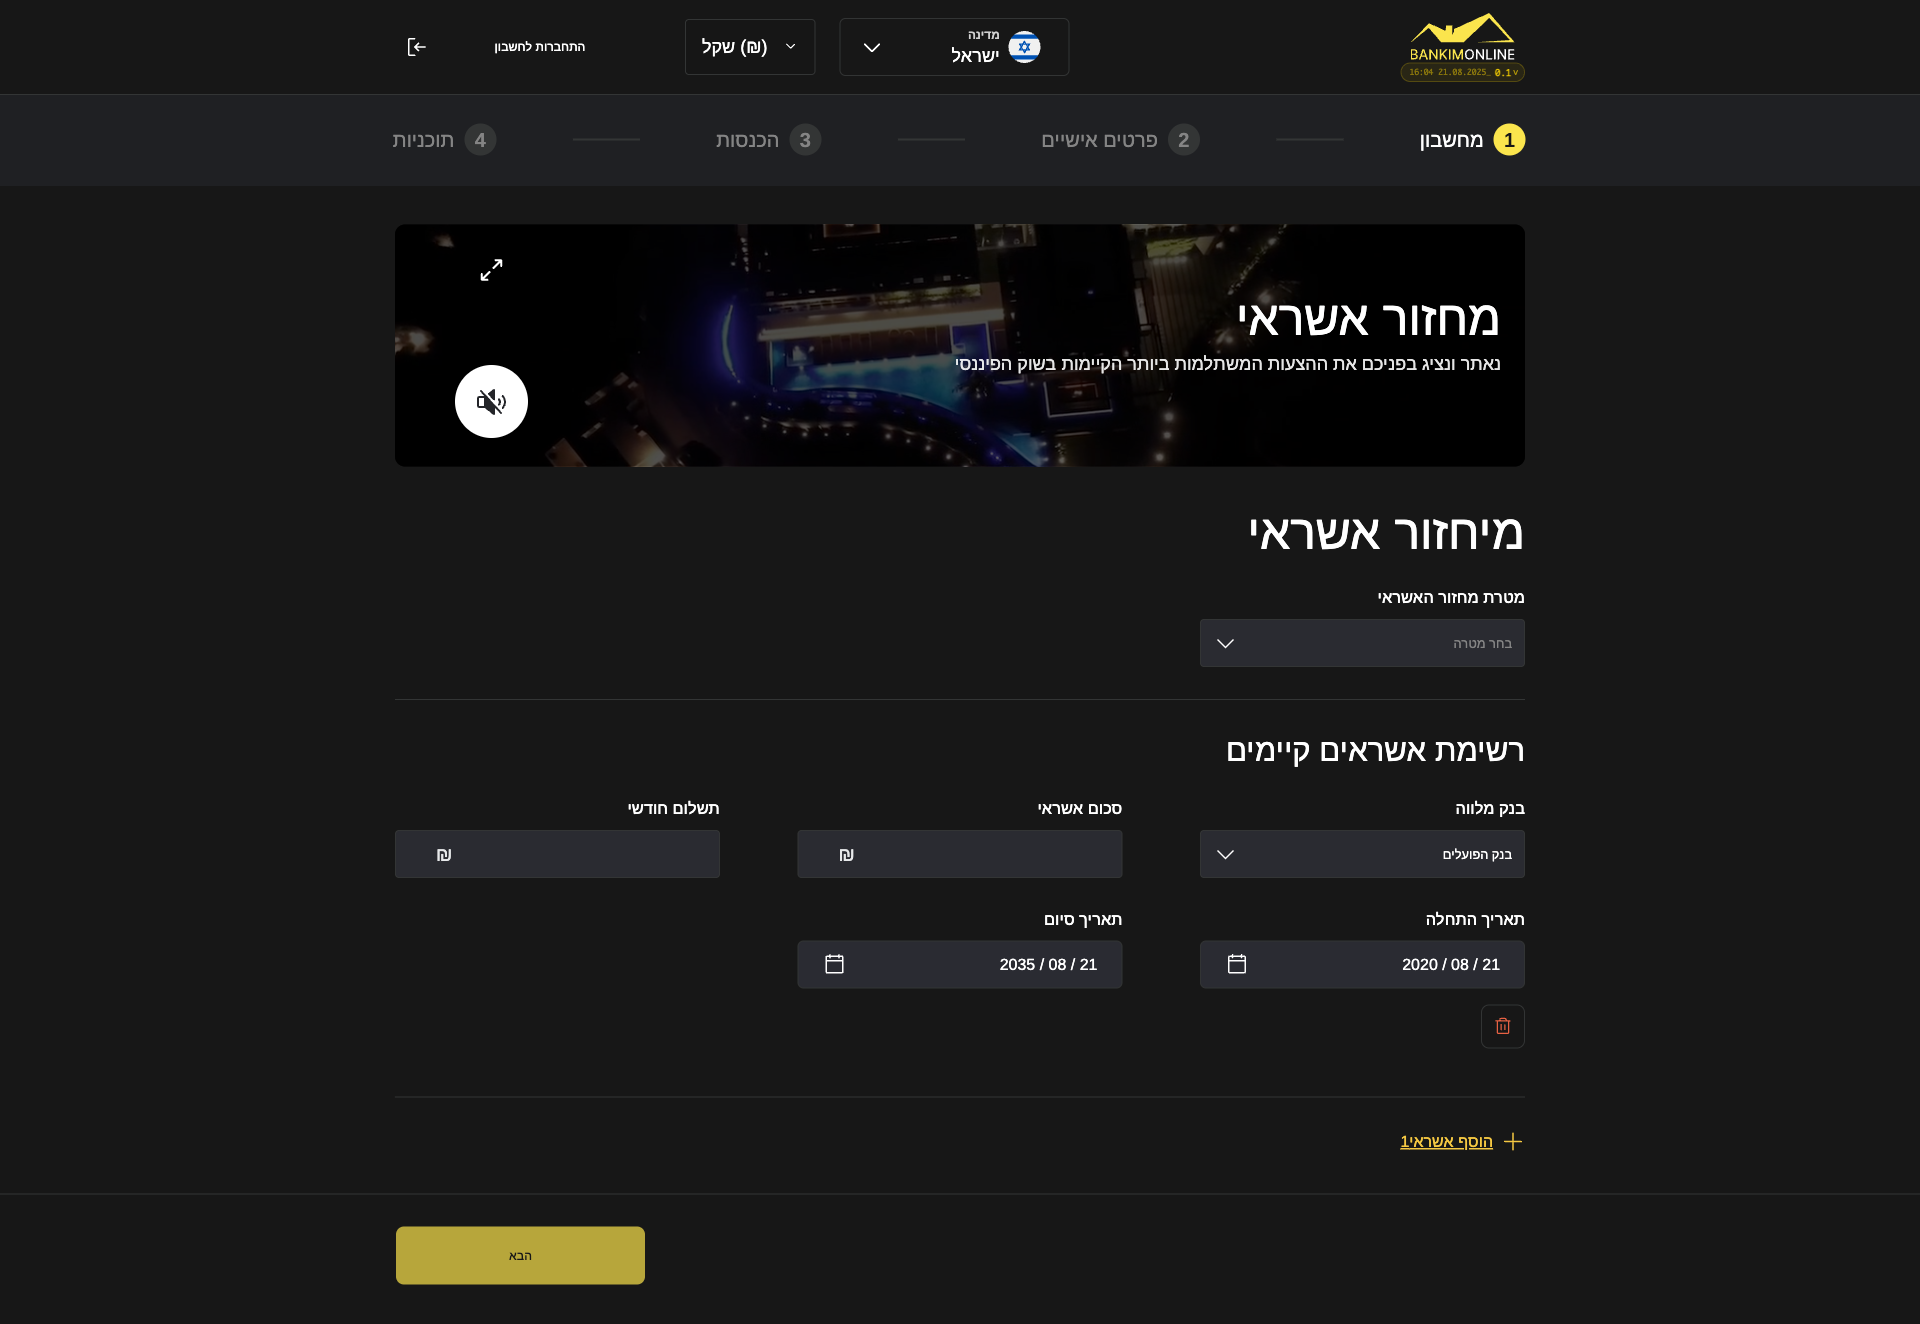 BANKIMONLINE
16:04 21.08.2025_ 0.1v
מדינה
ישראל
שקל (₪)
התחברות לחשבון
1 מחשבון
2 פרטים אישיים
3 הכנסות
4 תוכניות
מחזור אשראי
נאתר ונציג בפניכם את ההצעות המשתלמות ביותר הקיימות בשוק הפיננסי
מיחזור אשראי
מטרת מחזור האשראי
בחר מטרה
רשימת אשראים קיימים
בנק מלווה
סכום אשראי
תשלום חודשי
בנק הפועלים
₪
₪
תאריך התחלה
תאריך סיום
21 / 08 / 2020
21 / 08 / 2035
הוסף אשראי1
הבא